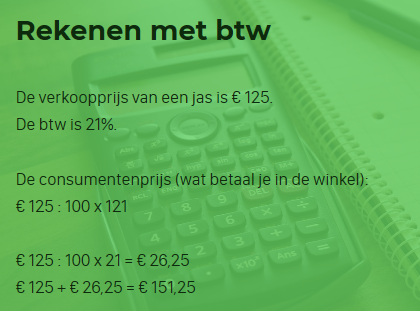 Rekenen met btw
De verkoopprijs van een jas is € 125.
De btw is 21%.
De consumentenprijs (wat betaal je in de winkel):
€ 125 : 100 x 121
€ 125 : 100 x 21 = € 26,25
€ 125 + € 26,25 = € 151,25